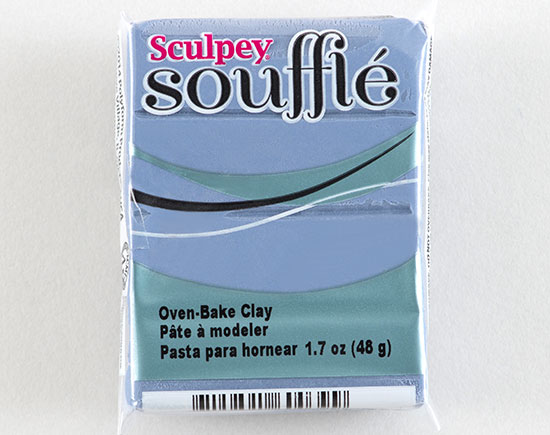 Sculpey
soufflé
Oven-Bake Clay
Pâte à modeler
Pasta para hornear 1.7 oz (48 g)